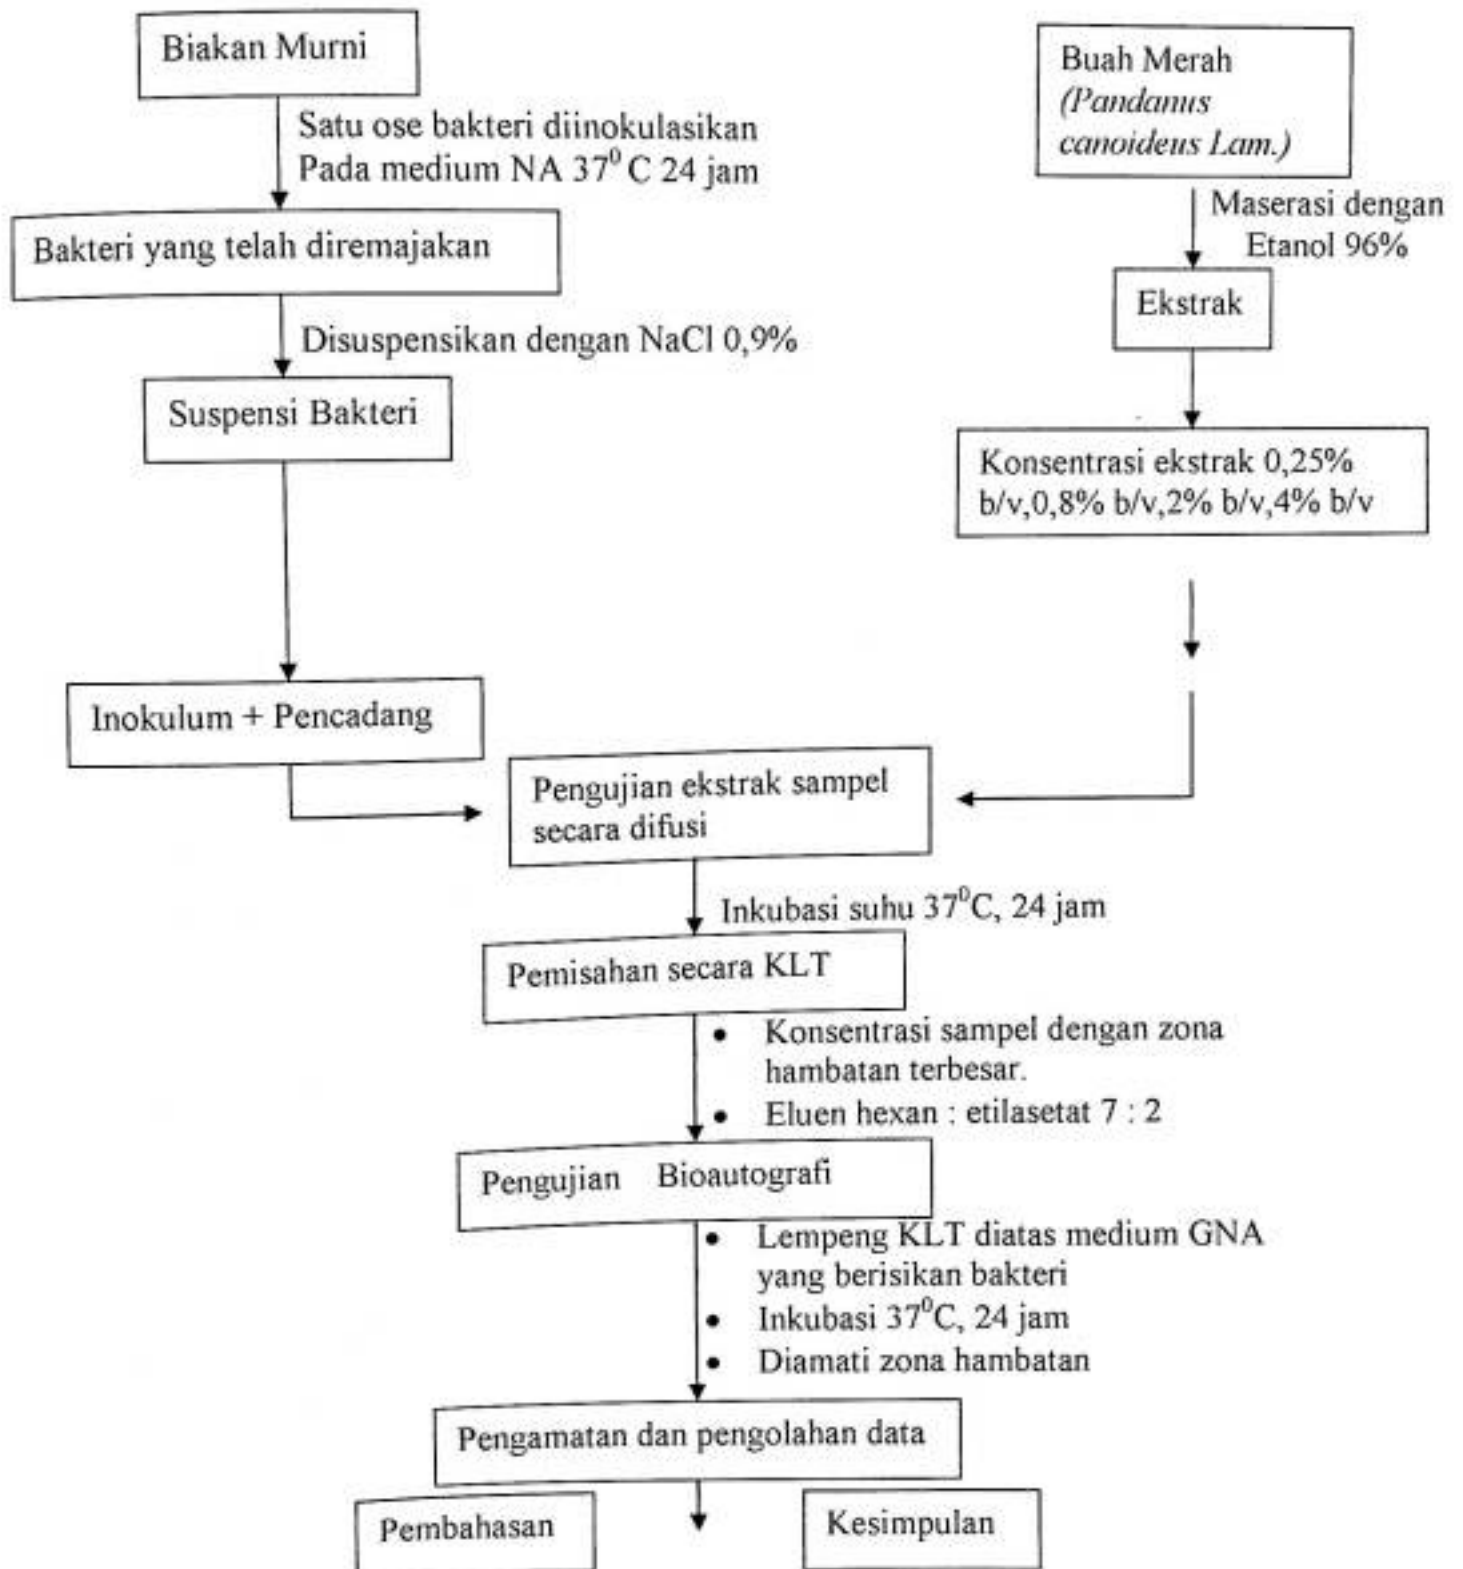 Biakan Murni
Satu ose bakteri diinokulasikan
Pada medium NA 37⁰ C 24 jam
Bakteri yang telah diremajakan
Disuspensikan dengan NaCl 0,9%
Suspensi Bakteri
Inokulum + Pencadang
Buah Merah
(Pandanus
canoideus Lam.)
Maserasi dengan
Etanol 96%
Ekstrak
Konsentrasi ekstrak 0,25%
b/v,0,8% b/v,2% b/v,4% b/v
Pengujian ekstrak sampel
secara difusi
Inkubasi suhu 37⁰C, 24 jam
Pemisahan secara KLT
• Konsentrasi sampel dengan zona
hambatan terbesar.
• Eluen hexan : etilasetat 7 : 2
Pengujian Bioautografi
• Lempeng KLT diatas medium GNA
yang berisikan bakteri
• Inkubasi 37⁰C, 24 jam
• Diamati zona hambatan
Pengamatan dan pengolahan data
Pembahasan
Kesimpulan